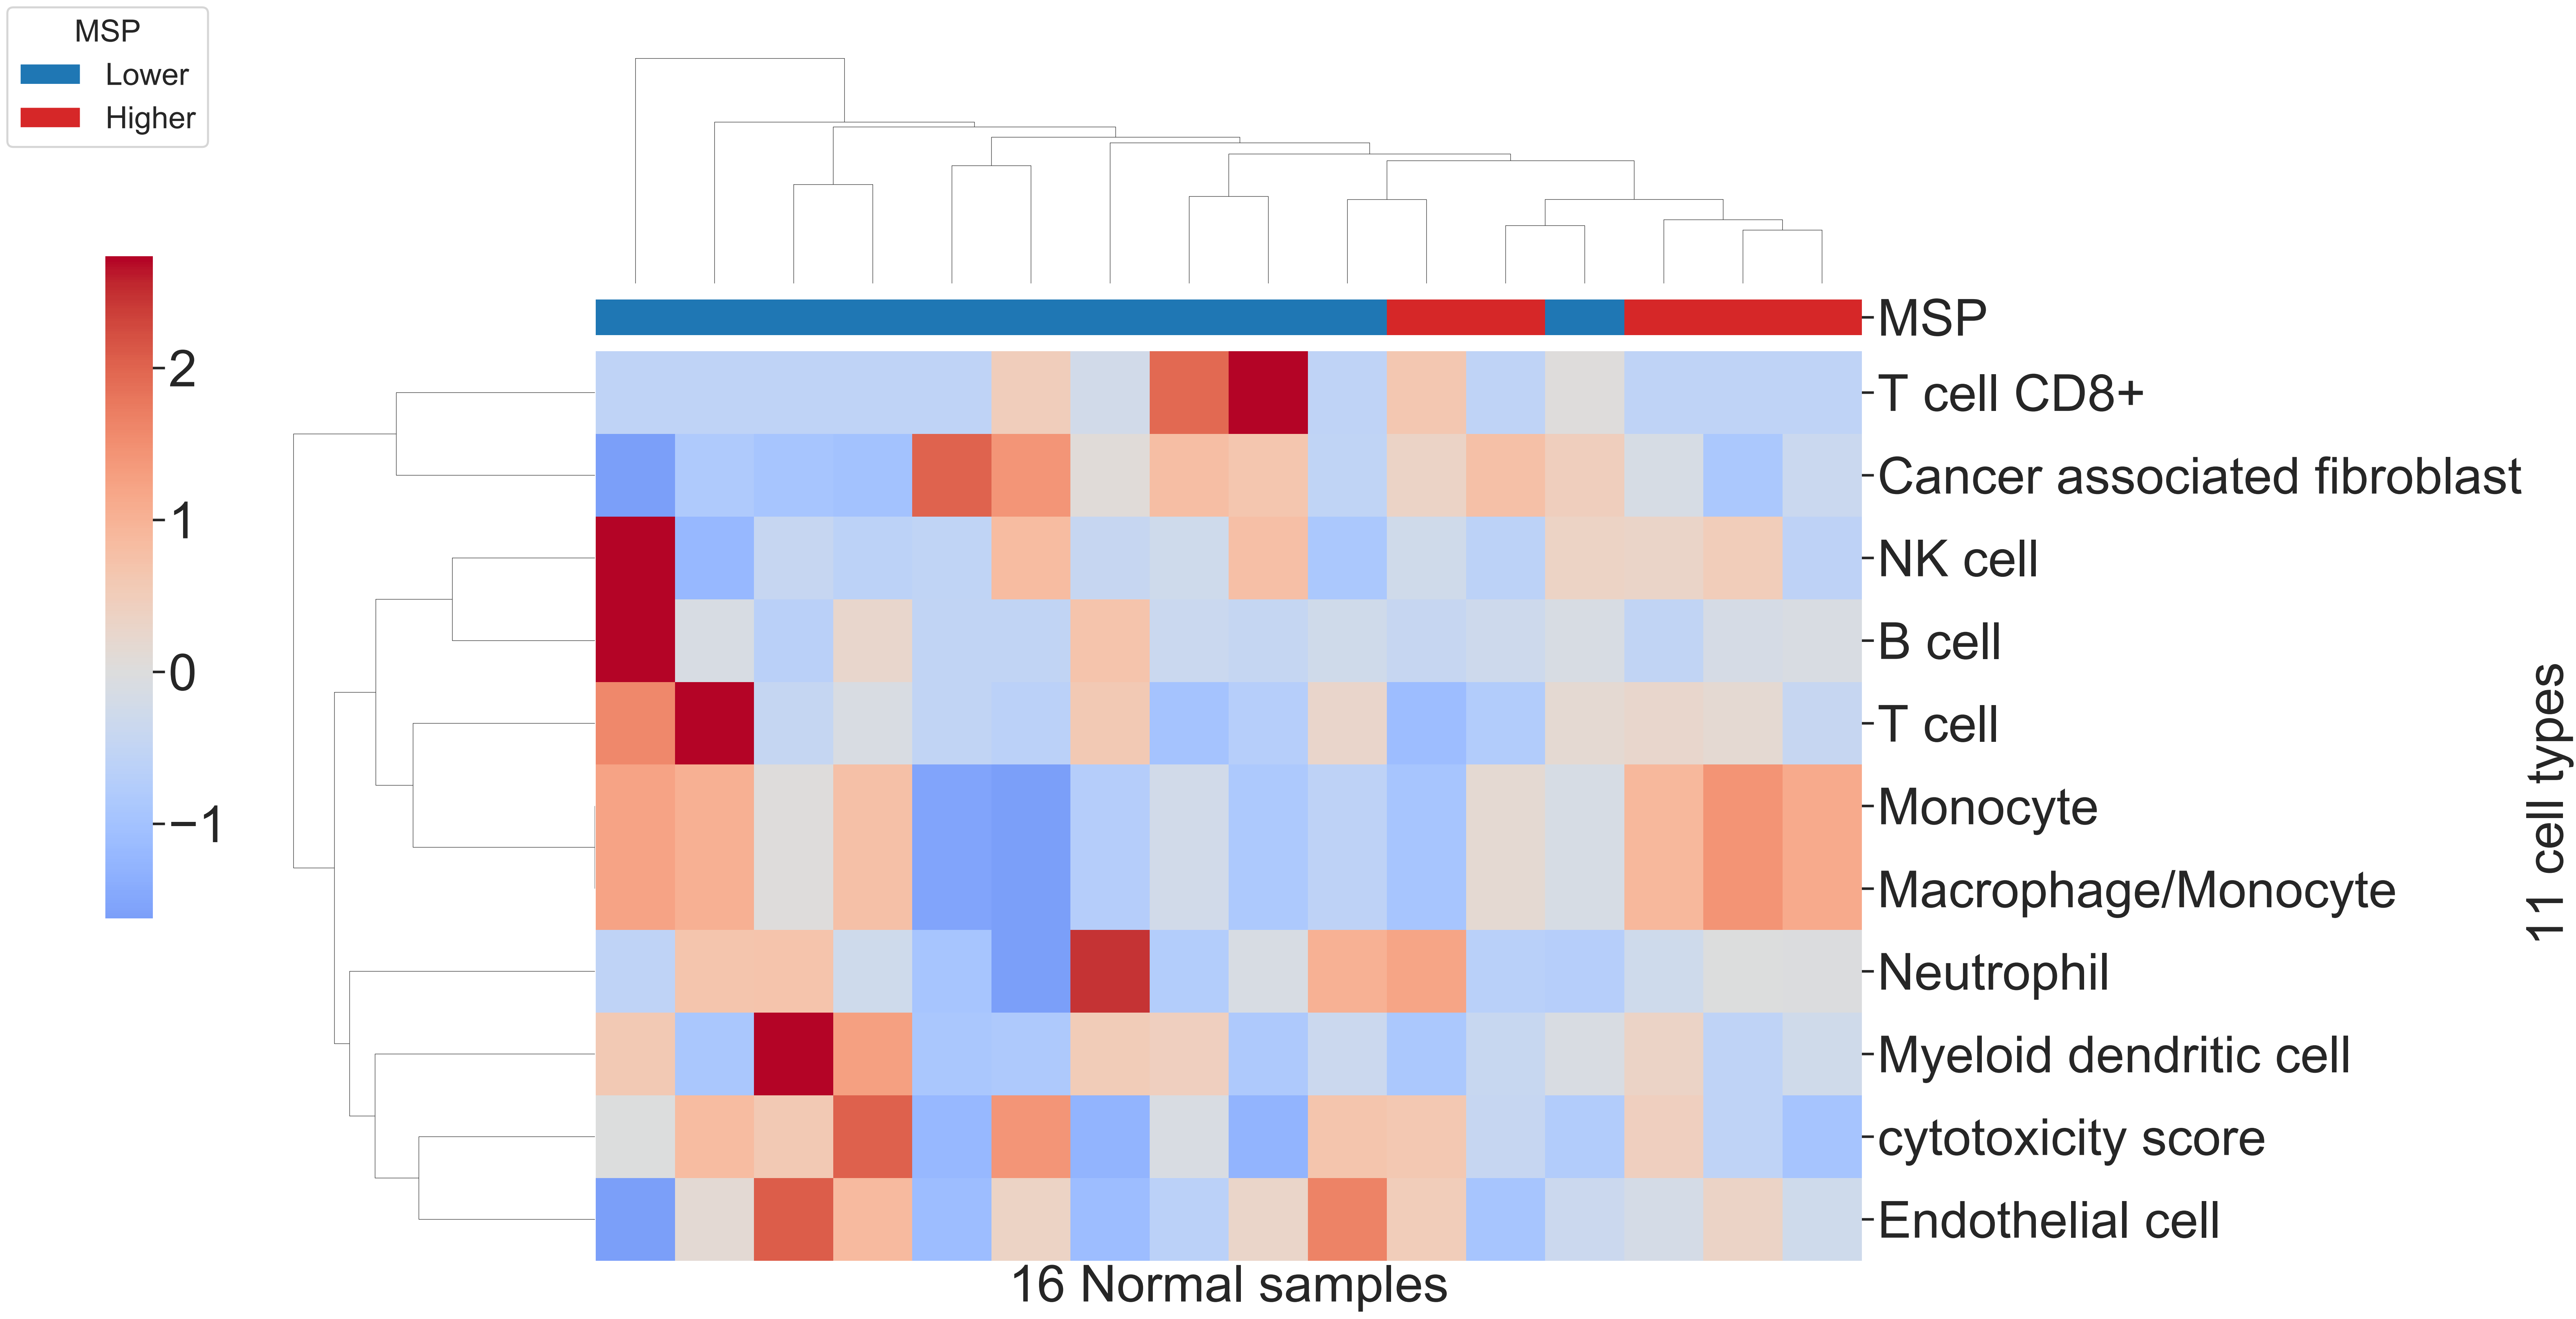 MSP
Lower
Higher
2
1
0
−1
MSP
T cell CD8+
Cancer associated fibroblast
NK cell
B cell
T cell
Monocyte
Macrophage/Monocyte
Neutrophil
Myeloid dendritic cell
cytotoxicity score
Endothelial cell
11 cell types
16 Normal samples